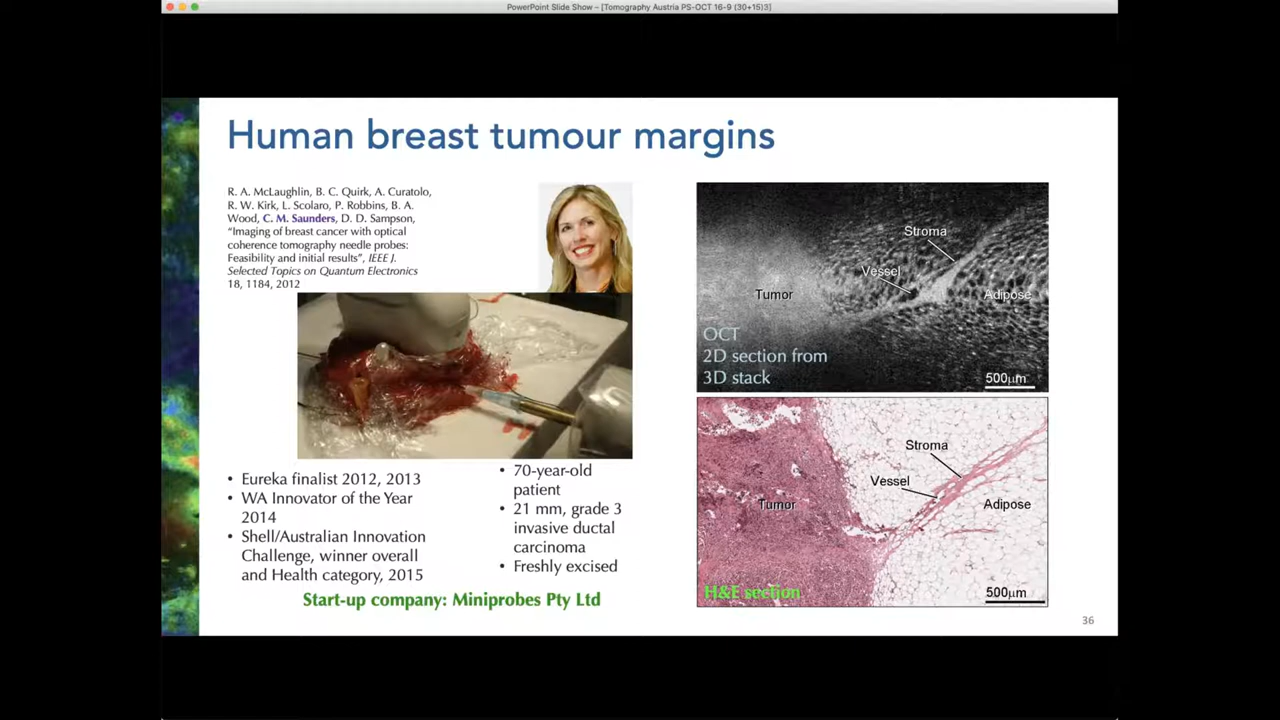 PowerPoint Slide Show – [Tomography Austria PS-OCT 16-9 (30+15)3]
Human breast tumour margins
R. A. McLaughlin, B. C. Quirk, A. Curatolo,
R. W. Kirk, L. Scolaro, P. Robbins, B. A.
Wood, C. M. Saunders, D. D. Sampson,
“Imaging of breast cancer with optical
coherence tomography needle probes:
Feasibility and initial results”, IEEE J.
Selected Topics on Quantum Electronics
18, 1184, 2012
• Eureka finalist 2012, 2013
• WA Innovator of the Year
2014
• Shell/Australian Innovation
Challenge, winner overall
and Health category, 2015
• 70-year-old
patient
• 21 mm, grade 3
invasive ductal
carcinoma
• Freshly excised
Start-up company: Miniprobes Pty Ltd
Stroma
Vessel
Tumor
Adipose
OCT
2D section from
3D stack
500µm
Stroma
Vessel
Tumor
Adipose
H&E section
500µm
36